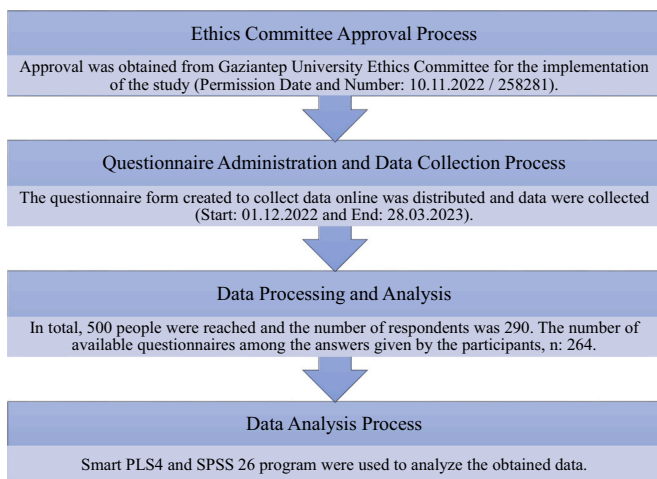 Ethics Committee Approval Process
Approval was obtained from Gaziantep University Ethics Committee for the implementation
of the study (Permission Date and Number: 10.11.2022 / 258281).
Questionnaire Administration and Data Collection Process
The questionnaire form created to collect data online was distributed and data were collected
(Start: 01.12.2022 and End: 28.03.2023).
Data Processing and Analysis
In total, 500 people were reached and the number of respondents was 290. The number of
available questionnaires among the answers given by the participants, n: 264.
Data Analysis Process
Smart PLS4 and SPSS 26 program were used to analyze the obtained data.